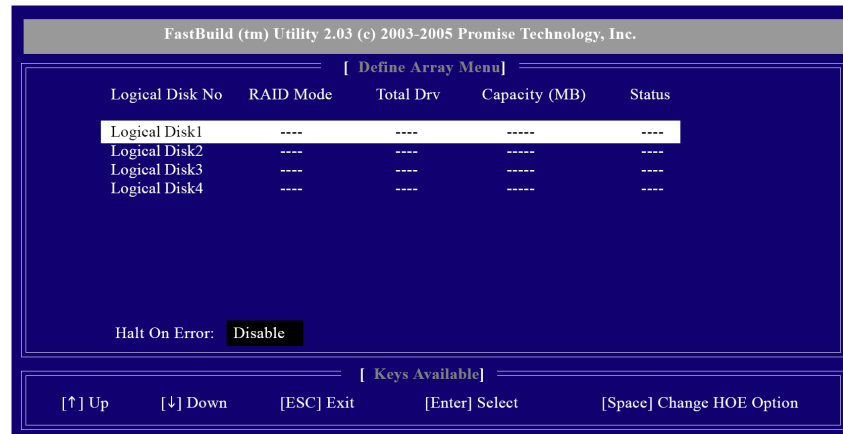 FastBuild (tm) Utility 2.03 (c) 2003-2005 Promise Technology, Inc.
[ Define Array Menu]
Logical Disk No RAID Mode Total Drv Capacity (MB) Status
Logical Disk1 ---- ---- ----- ----
Logical Disk2 ---- ---- ----- ----
Logical Disk3 ---- ---- ----- ----
Logical Disk4 ---- ---- ----- ----
Halt On Error: Disable
[ Keys Available]
[↑] Up [↓] Down [ESC] Exit [Enter] Select [Space] Change HOE Option